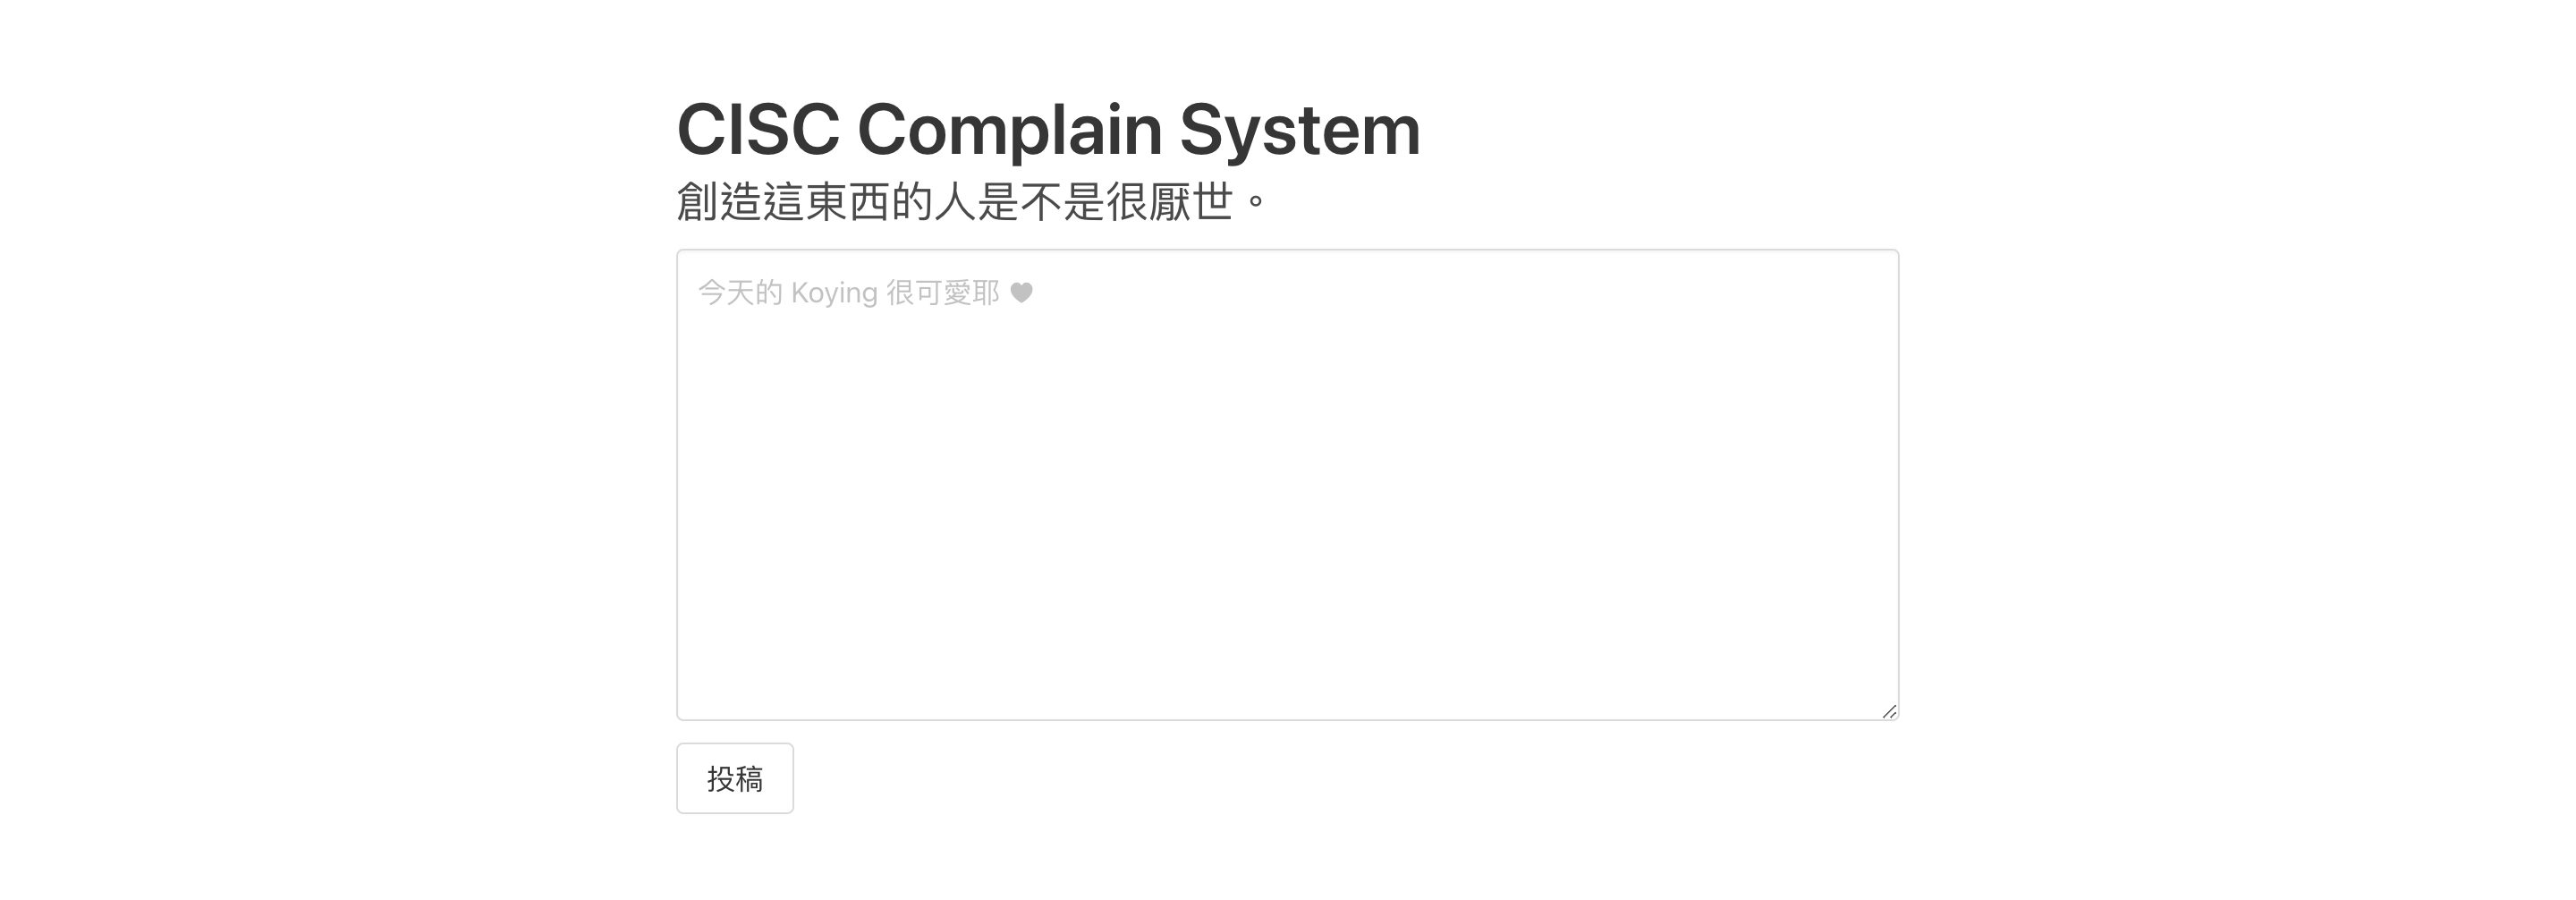 CISC Complain System
創造這東西的人是不是很厭世。
今天的 Koying 很可愛耶 ♥
投稿